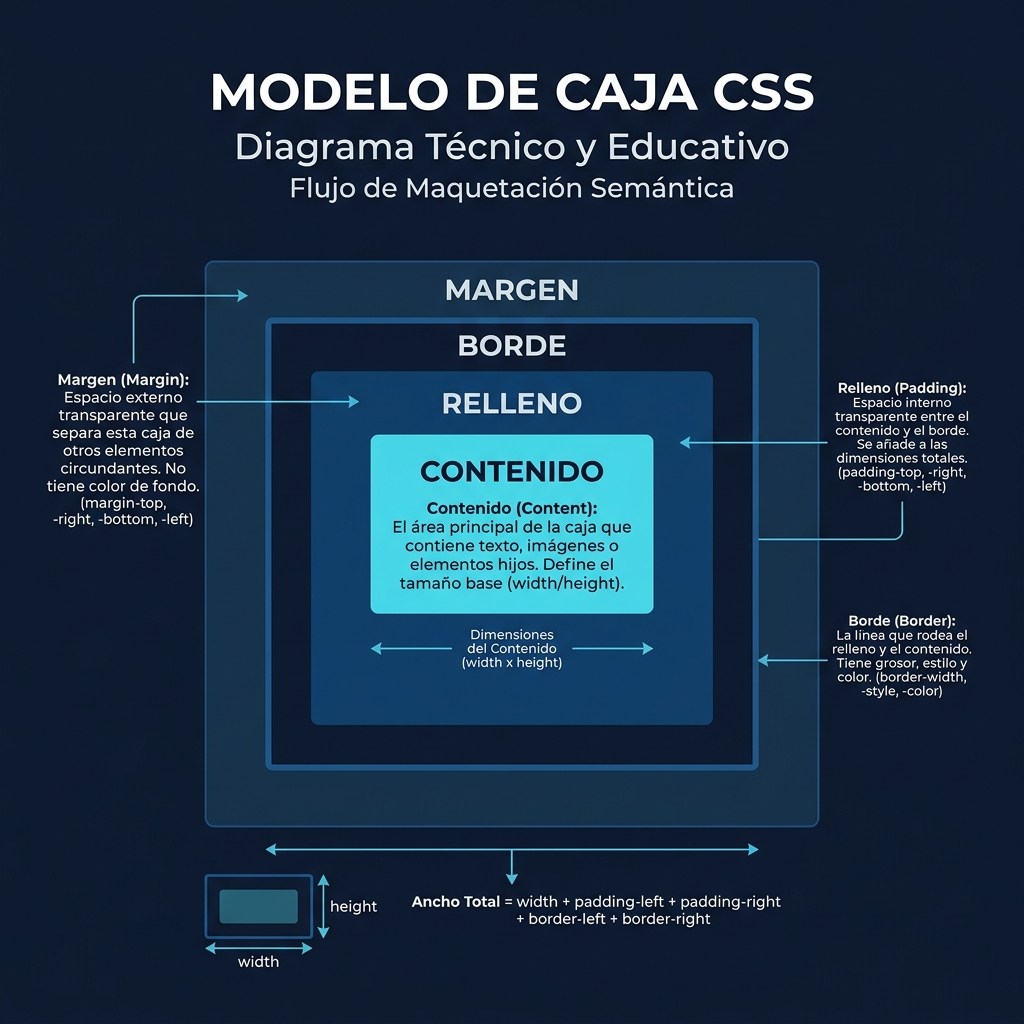 MODELO DE CAJA CSS
Diagrama Técnico y Educativo
Flujo de Maquetación Semántica
MARGEN
BORDE
RELLENO
CONTENIDO
Contenido (Content):
El área principal de la caja que
contiene texto, imágenes o
elementos hijos. Define el
tamaño base (width/height).
Dimensiones
del Contenido
(width x height)
Margen (Margin):
Espacio externo
transparente que
separa esta caja de
otros elementos
circundantes. No
tiene color de fondo.
(margin-top,
-right, -bottom, -left)
Relleno (Padding):
Espacio interno
transparente entre el
contenido y el borde.
Se añade a las
dimensiones totales.
(padding-top, -right,
-bottom, -left)
Borde (Border):
La línea que rodea el
relleno y el contenido.
Tiene grosor, estilo y
color. (border-width,
-style, -color)
height
width
Ancho Total = width + padding-left + padding-right
+ border-left + border-right